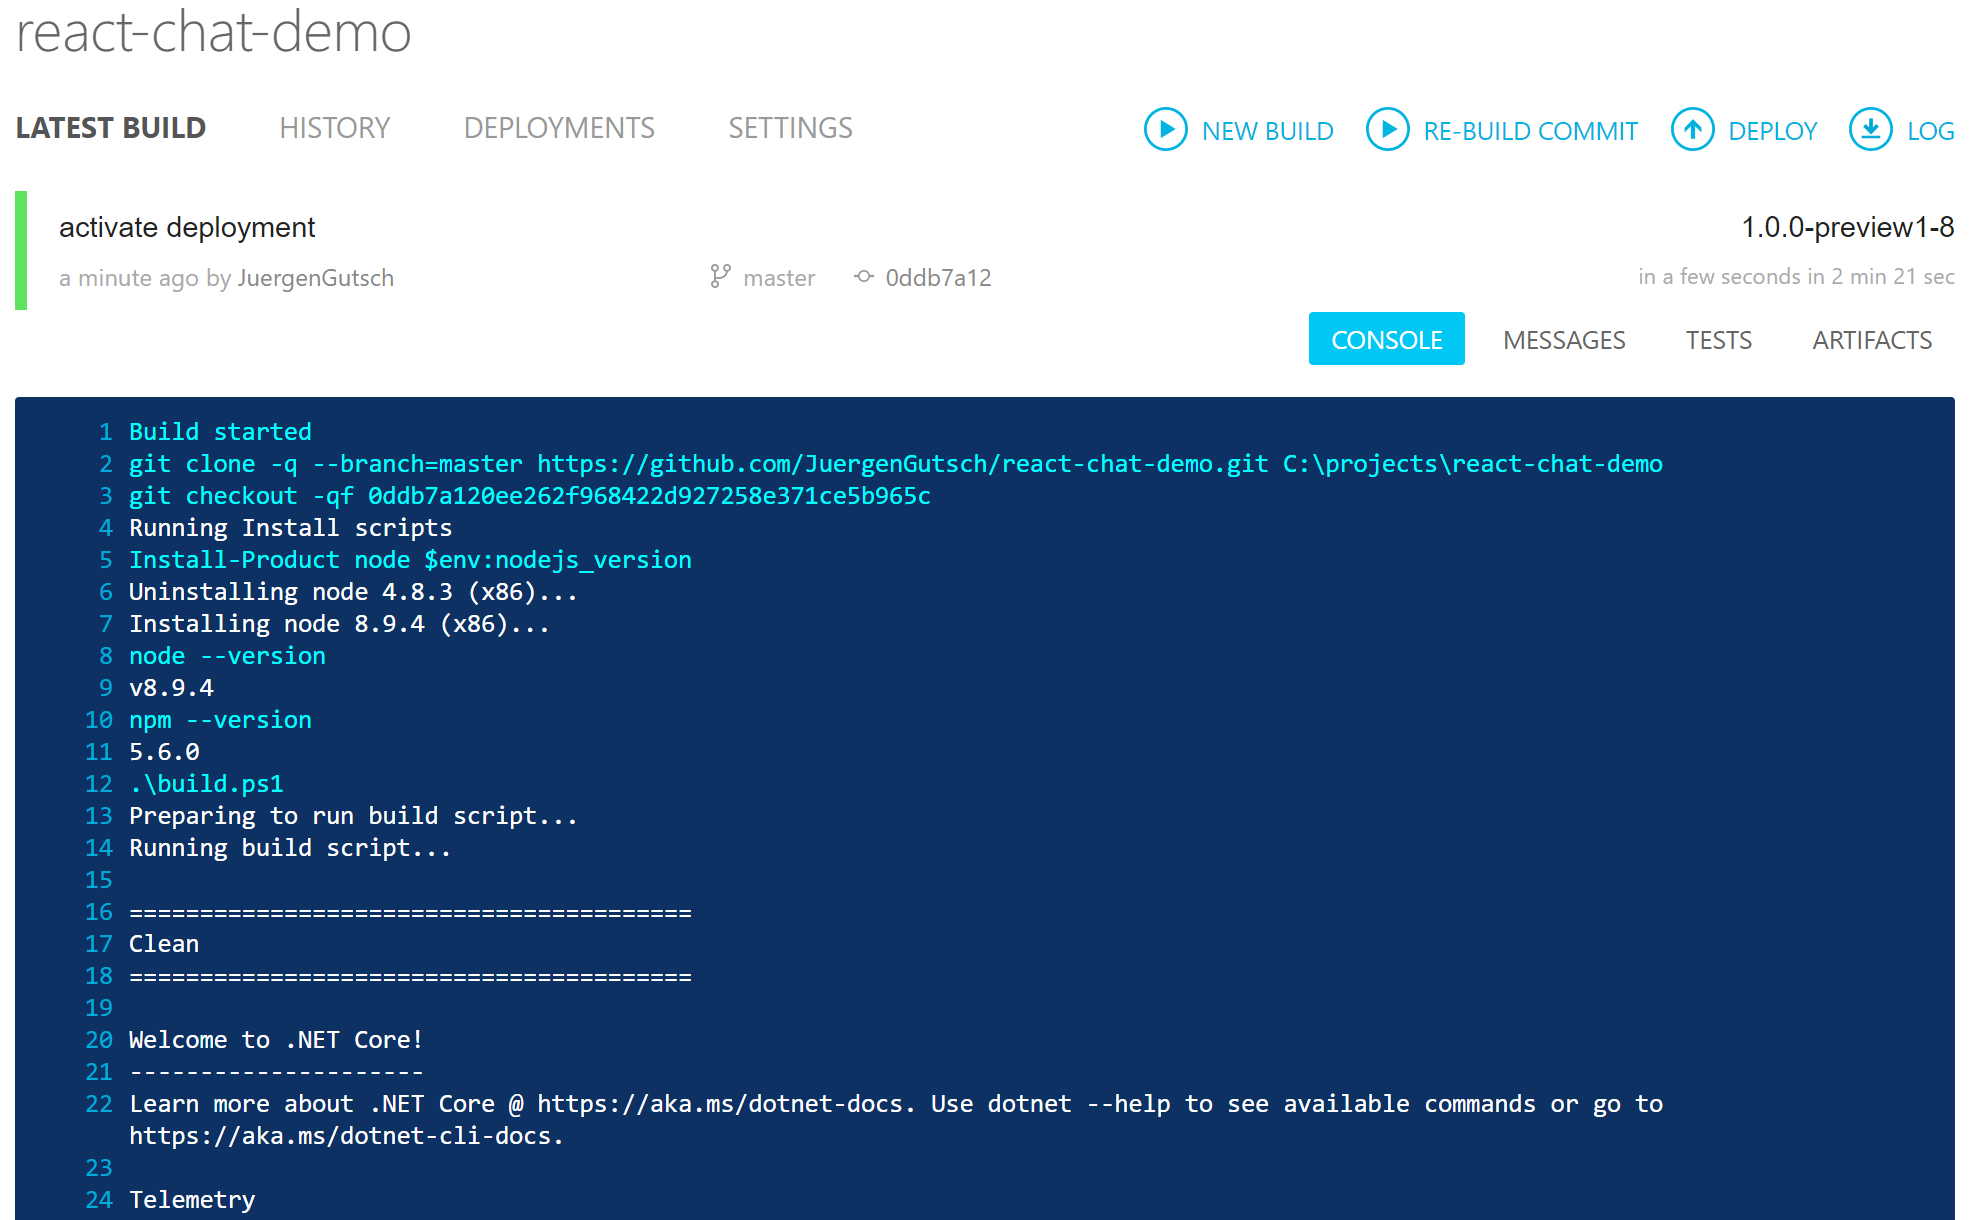 react-chat-demo
LATEST BUILD HISTORY DEPLOYMENTS SETTINGS NEW BUILD RE-BUILD COMMIT DEPLOY LOG
activate deployment 1.0.0-preview1-8
a minute ago by JuergenGutsch master 0ddb7a12 in a few seconds in 2 min 21 sec
CONSOLE MESSAGES TESTS ARTIFACTS
1 Build started
2 git clone -q --branch=master https://github.com/JuergenGutsch/react-chat-demo.git C:\projects\react-chat-demo
3 git checkout -qf 0ddb7a120ee262f968422d927258e371ce5b965c
4 Running Install scripts
5 Install-Product node $env:nodejs_version
6 Uninstalling node 4.8.3 (x86)...
7 Installing node 8.9.4 (x86)...
8 node --version
9 v8.9.4
10 npm --version
11 5.6.0
12 .\build.ps1
13 Preparing to run build script...
14 Running build script...
15
16 ========================================
17 Clean
18 ========================================
19
20 Welcome to .NET Core!
21 ---------------------
22 Learn more about .NET Core @ https://aka.ms/dotnet-docs. Use dotnet --help to see available commands or go to
https://aka.ms/dotnet-cli-docs.
23
24 Telemetry